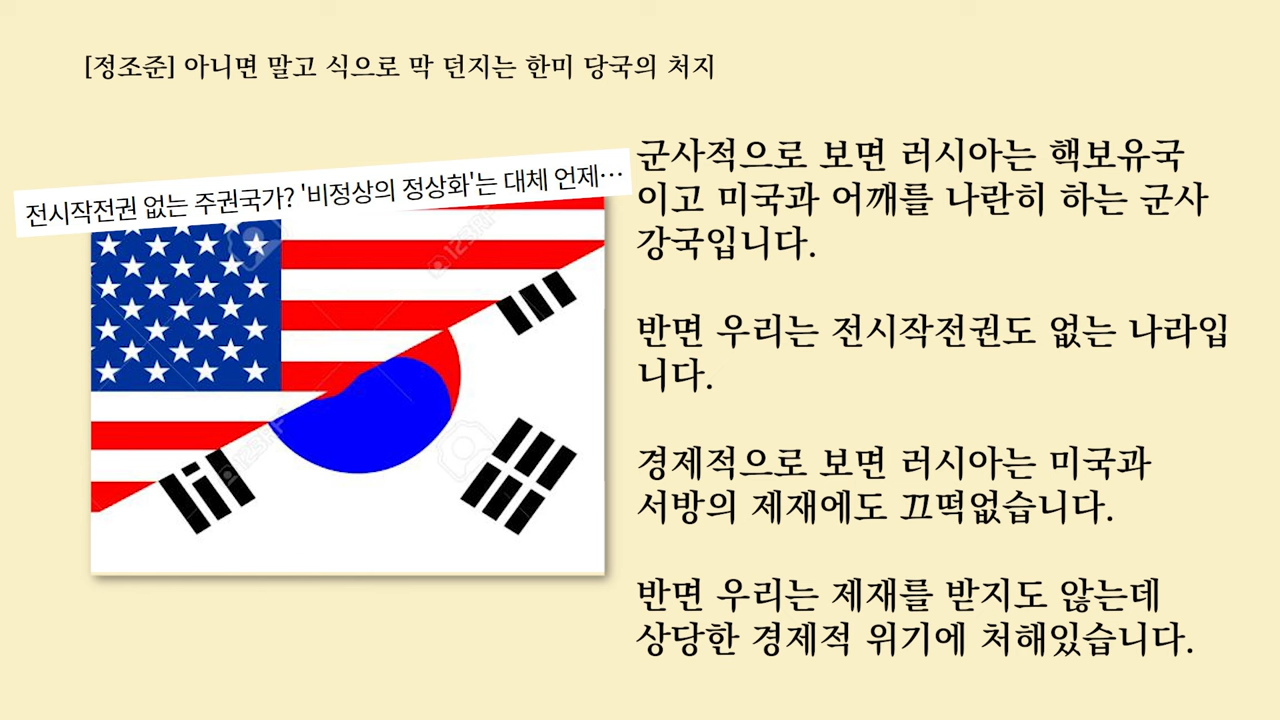 [정조준] 아니면 말고 식으로 막 던지는 한미 당국의 처지
전시작전권 없는 주권국가? '비정상의 정상화'는 대체 언제…
군사적으로 보면 러시아는 핵보유국
이고 미국과 어깨를 나란히 하는 군사
강국입니다.
반면 우리는 전시작전권도 없는 나라입
니다.
경제적으로 보면 러시아는 미국과
서방의 제재에도 끄떡없습니다.
반면 우리는 제재를 받지도 않는데
상당한 경제적 위기에 처해있습니다.